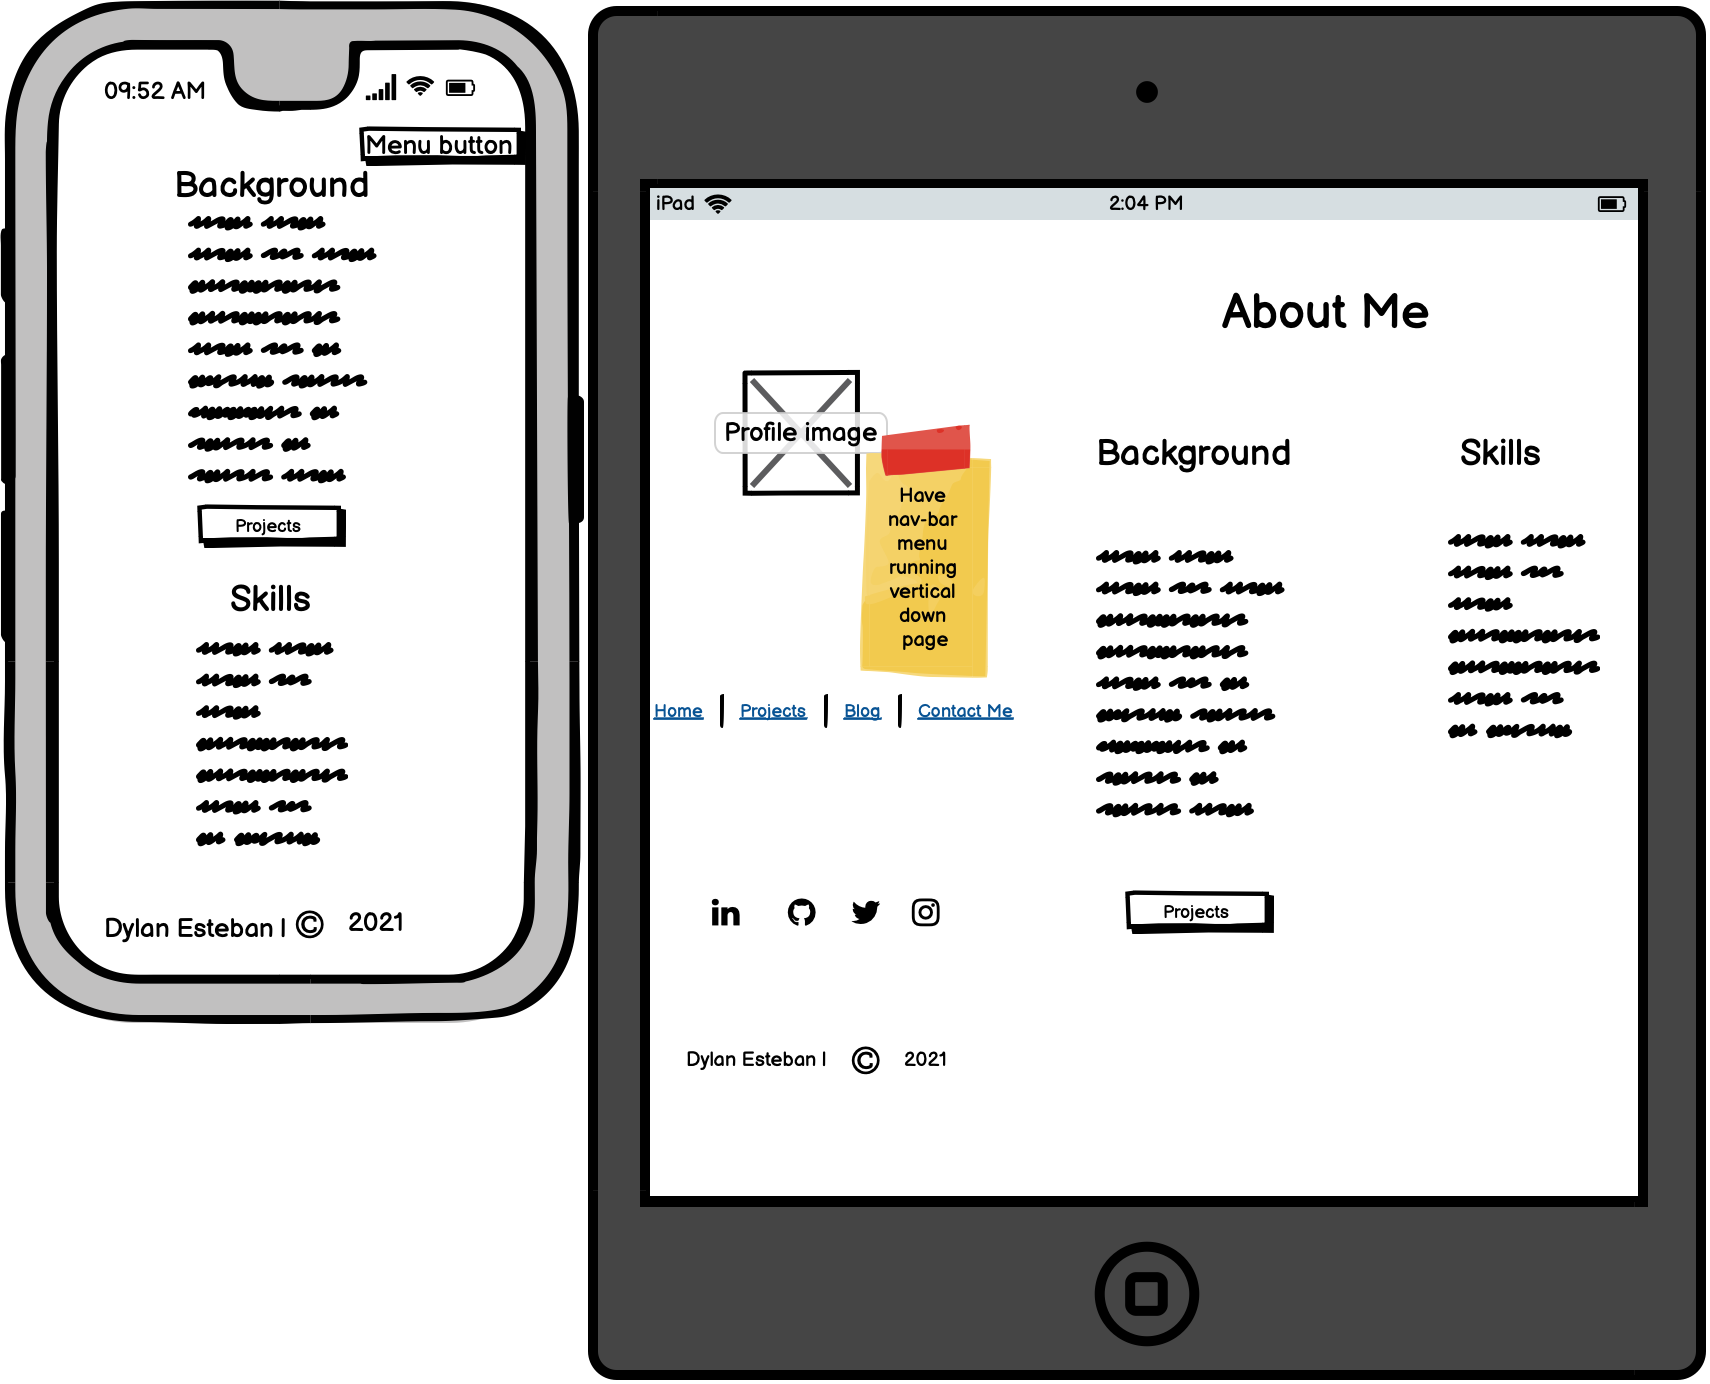 09:52 AM
Menu button
Background
Projects
Skills
Dylan Esteban | © 2021
iPad
2:04 PM
About Me
Profile image
Have
nav-bar
menu
running
vertical
down
page
Home | Projects | Blog | Contact Me
Background
Skills
Projects
in
Dylan Esteban | © 2021